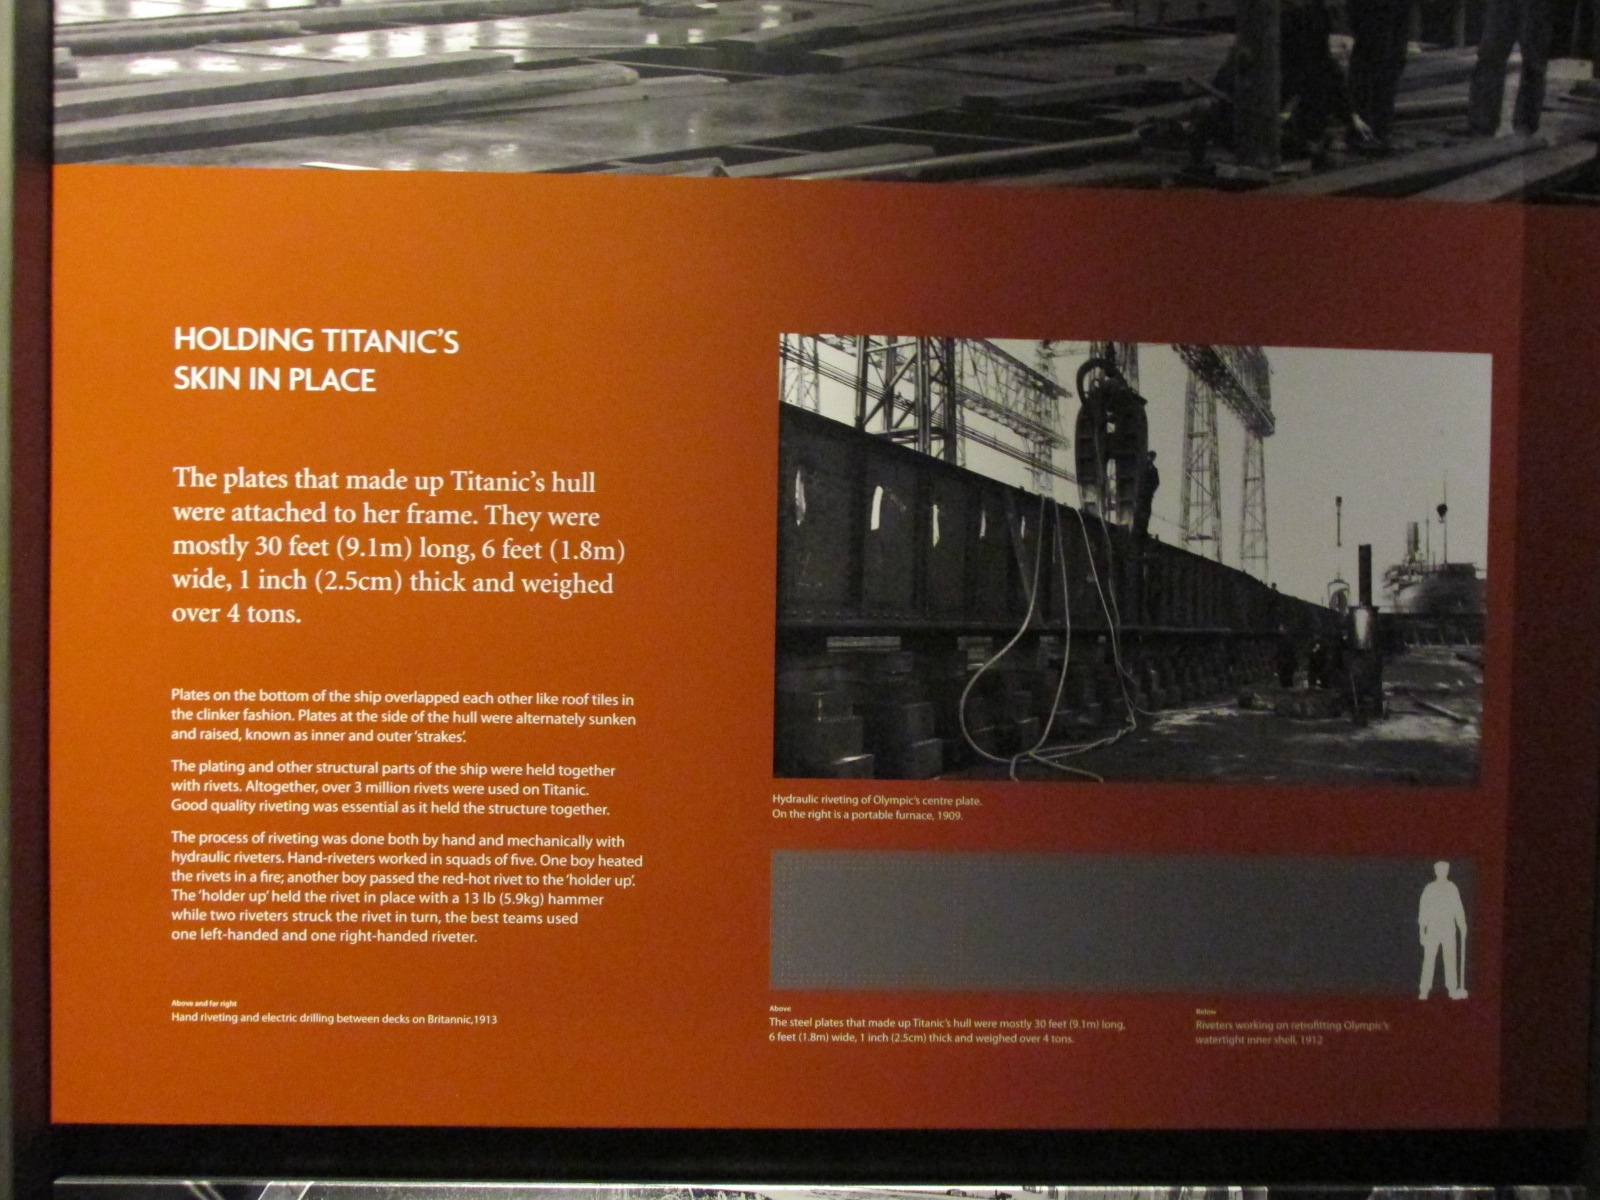 HOLDING TITANIC'S
SKIN IN PLACE
The plates that made up Titanic's hull
were attached to her frame. They were
mostly 30 feet (9.1m) long, 6 feet (1.8m)
wide, 1 inch (2.5cm) thick and weighed
over 4 tons.
Plates on the bottom of the ship overlapped each other like roof tiles in
the clinker fashion. Plates at the side of the hull were alternately sunken
and raised, known as inner and outer 'strakes'.
The plating and other structural parts of the ship were held together
with rivets. Altogether, over 3 million rivets were used on Titanic.
Good quality riveting was essential as it held the structure together.
The process of riveting was done both by hand and mechanically with
hydraulic riveters. Hand-riveters worked in squads of five. One boy heated
the rivets in a fire; another boy passed the red-hot rivet to the 'holder up'.
The 'holder up' held the rivet in place with a 13 lb (5.9kg) hammer
while two riveters struck the rivet in turn, the best teams used
one left-handed and one right-handed riveter.
Above and far right
Hand riveting and electric drilling between decks on Britannic,1913
Hydraulic riveting of Olympic's centre plate.
On the right is a portable furnace, 1909.
Above
The steel plates that made up Titanic's hull were mostly 30 feet (9.1m) long,
6 feet (1.8m) wide, 1 inch (2.5cm) thick and weighed over 4 tons.
Below
Riveters working on retrofitting Olympic's
watertight inner shell, 1912